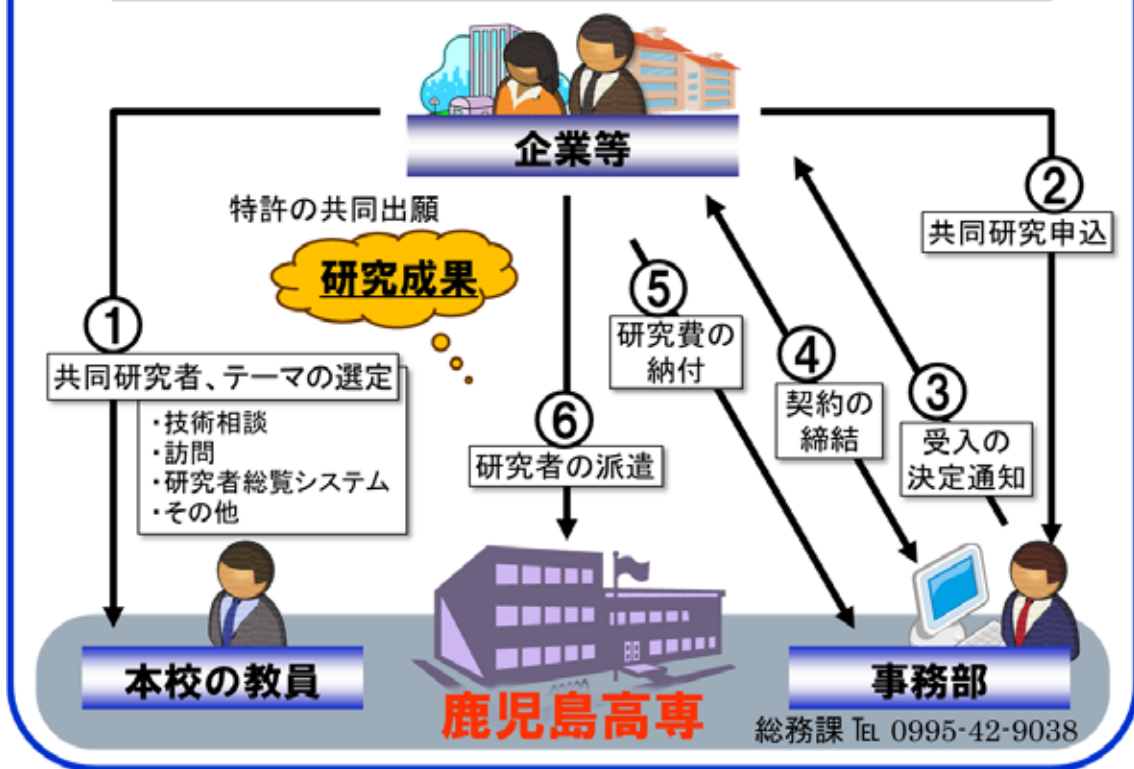 企業等
特許の共同出願
研究成果
①
共同研究者、テーマの選定
・技術相談
・訪問
・研究者総覧システム
・その他
②
共同研究申込
③
受入の
決定通知
④
契約の
締結
⑤
研究費の
納付
⑥
研究者の派遣
本校の教員
鹿児島高専
事務部
総務課 ℡ 0995-42-9038